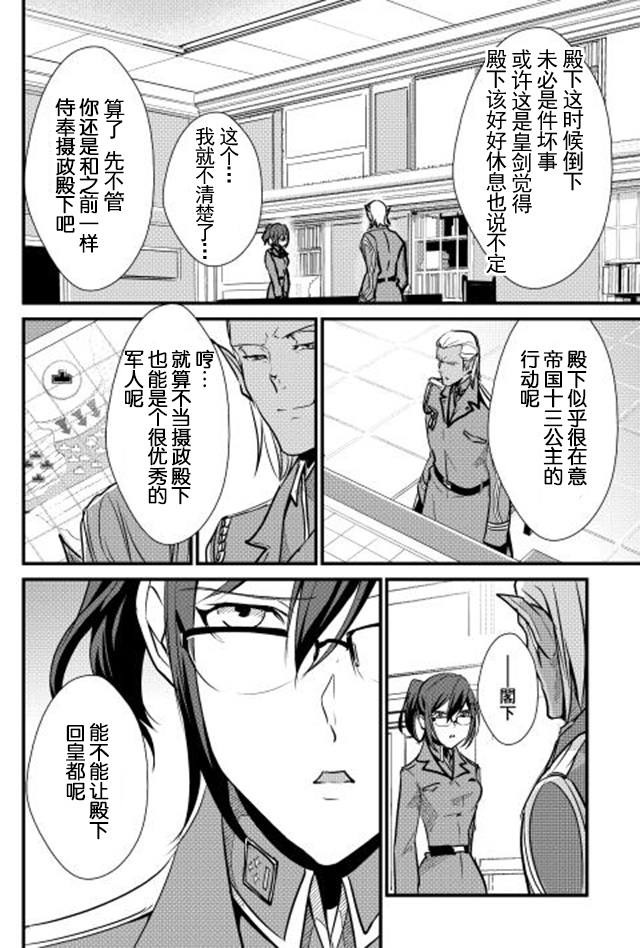 殿下这时候倒下
未必是件坏事
或许这是皇剑觉得
殿下该好好休息也说不定
这个…
我就不清楚了…
算了 先不管
你还是和之前一样
侍奉摄政殿下吧
殿下似乎很在意
帝国十三公主的
行动呢
哼…
就算不当摄政殿下
也能是个很优秀的
军人呢
——閣下
能不能让殿下
回皇都呢